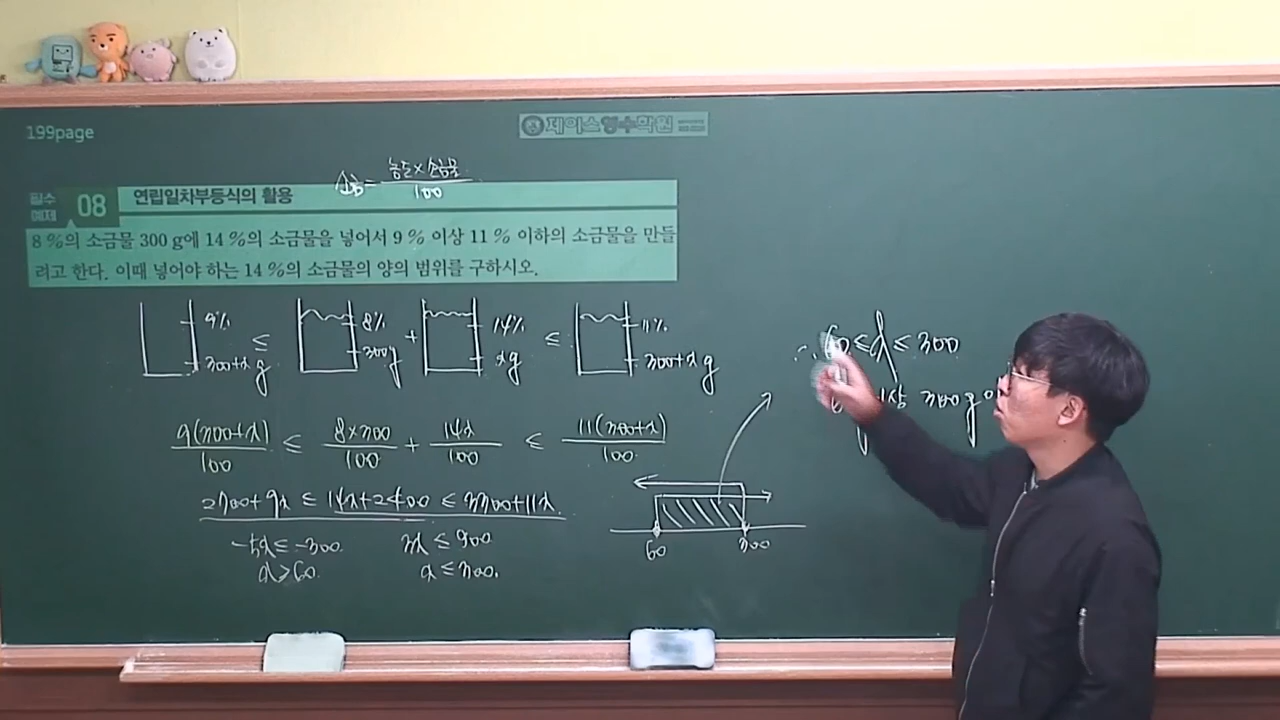 199page
제이스영수학원
소금 = 농도×소금물 / 100
필수 예제 08 연립일차부등식의 활용
8 %의 소금물 300 g에 14 %의 소금물을 넣어서 9 % 이상 11 % 이하의 소금물을 만들
려고 한다. 이때 넣어야 하는 14 %의 소금물의 양의 범위를 구하시오.
9% ≤ 8% + 14% ≤ 11%
300+x g 300g x g 300+x g
∴ 60 ≤ x ≤ 300
이상 300g
9(300+x)/100 ≤ 8×300/100 + 14x/100 ≤ 11(300+x)/100
2700+9x ≤ 14x+2400 ≤ 3300+11x
-5x ≤ -300. 3x ≤ 900.
x ≥ 60. x ≤ 300.
60 300